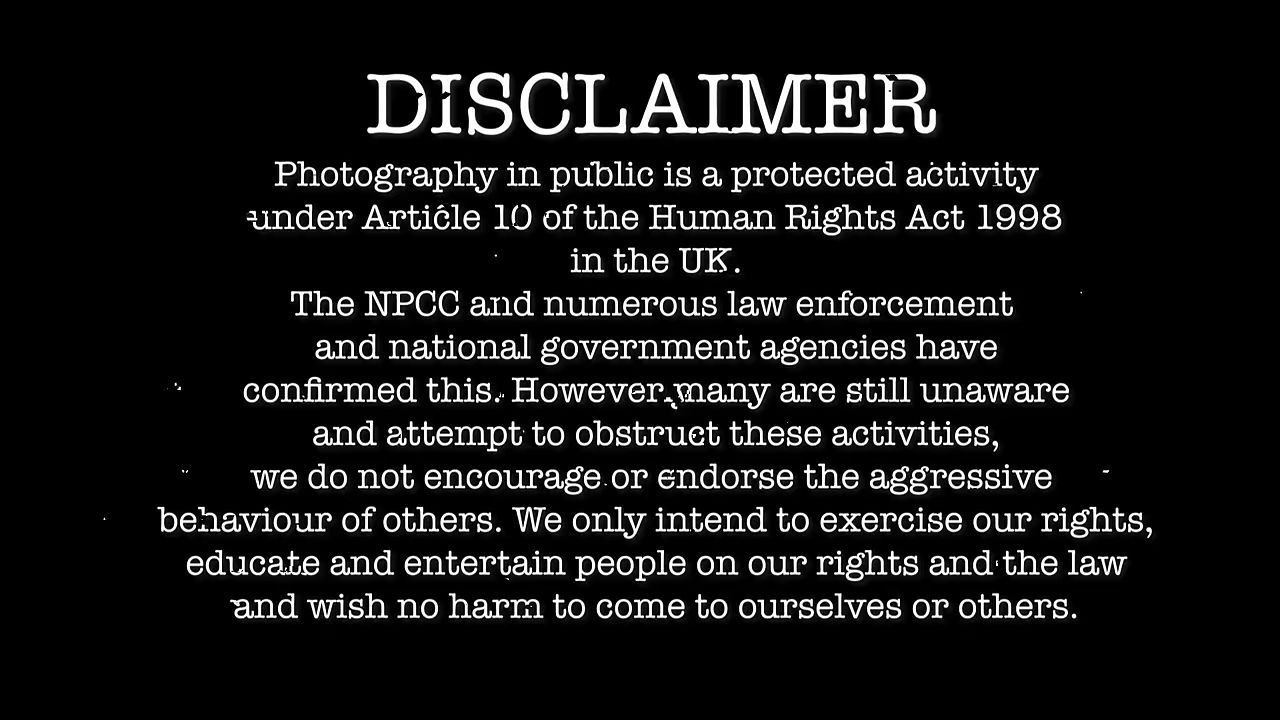 DISCLAIMER
Photography in public is a protected activity
under Article 10 of the Human Rights Act 1998
in the UK.
The NPCC and numerous law enforcement
and national government agencies have
confirmed this. However many are still unaware
and attempt to obstruct these activities,
we do not encourage or endorse the aggressive
behaviour of others. We only intend to exercise our rights,
educate and entertain people on our rights and the law
and wish no harm to come to ourselves or others.